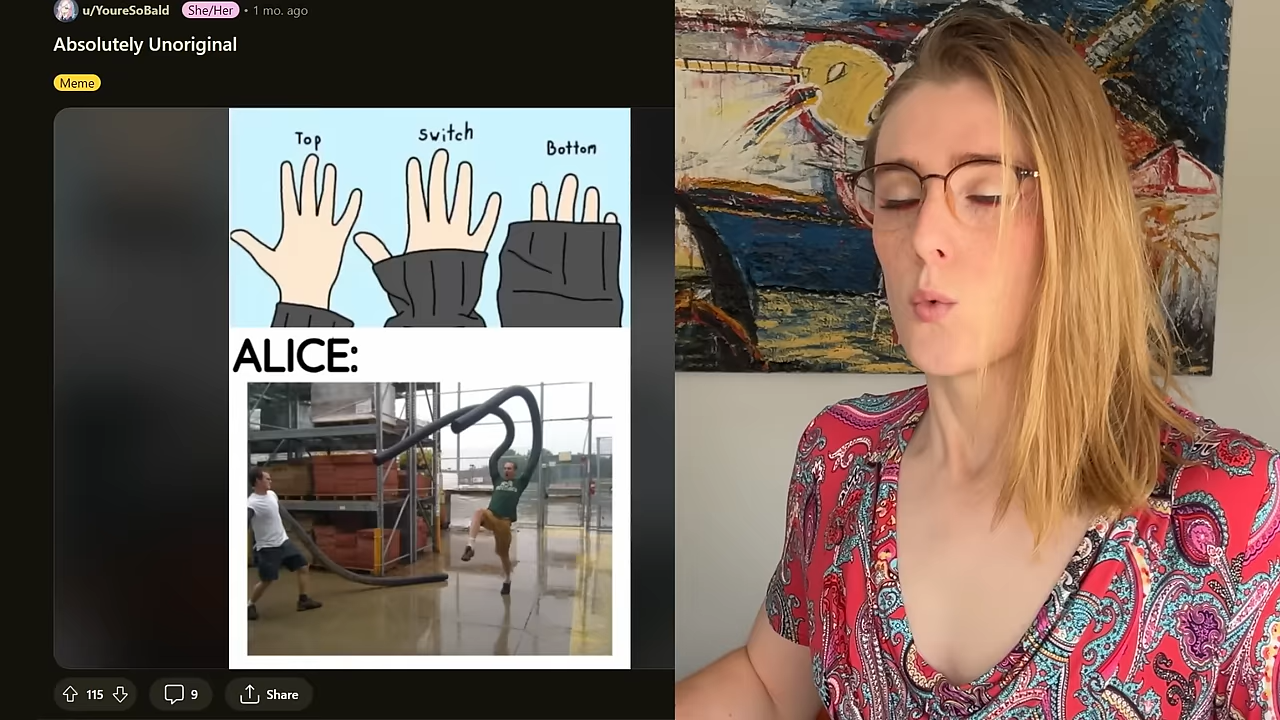 u/YoureSoBald She/Her • 1 mo. ago
Absolutely Unoriginal
Meme
Top switch Bottom
ALICE:
115 9 Share